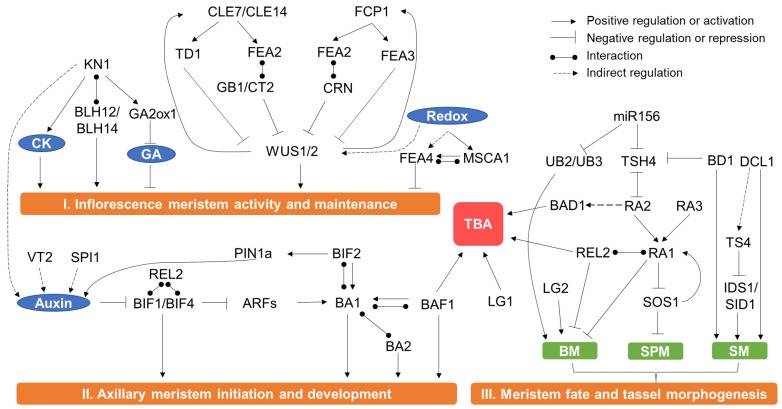 CLE7/CLE14
FCP1
TD1
FEA2
FEA2
FEA3
GB1/CT2
CRN
WUS1/2
KN1
BLH12/
BLH14
GA2ox1
CK
GA
Redox
FEA4
MSCA1
I. Inflorescence meristem activity and maintenance
Positive regulation or activation
Negative regulation or repression
Interaction
Indirect regulation
miR156
UB2/UB3
TSH4
BD1
DCL1
BAD1
RA2
RA3
TBA
REL2
RA1
TS4
LG1
LG2
SOS1
IDS1/
SID1
BM
SPM
SM
III. Meristem fate and tassel morphogenesis
VT2
SPI1
PIN1a
BIF2
REL2
Auxin
BIF1/BIF4
ARFs
BA1
BAF1
BA2
II. Axillary meristem initiation and development